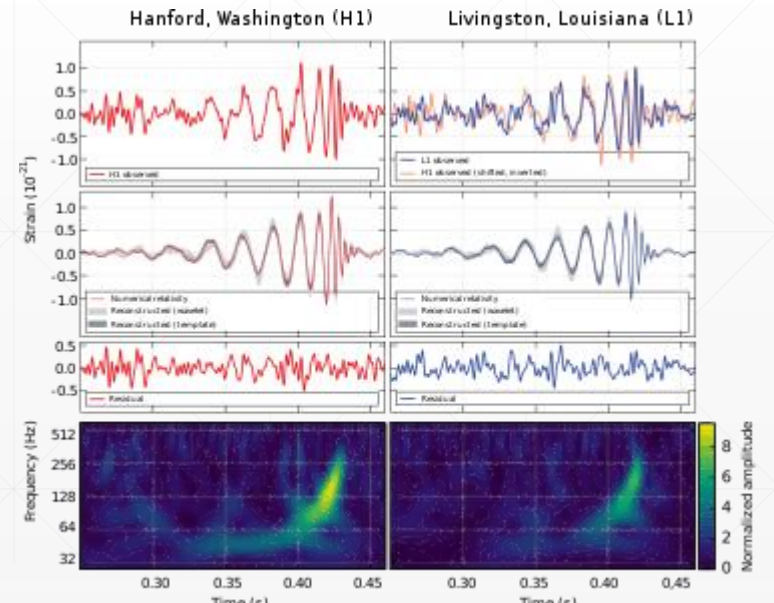 Hanford, Washington (H1)
Livingston, Louisiana (L1)
Strain (10⁻²¹)
1.0
0.5
0.0
-0.5
-1.0
H1 observed
L1 observed
H1 observed (shifted, inverted)
1.0
0.5
0.0
-0.5
-1.0
Numerical relativity
Reconstructed (wavelet)
Reconstructed (template)
Numerical relativity
Reconstructed (wavelet)
Reconstructed (template)
0.5
0.0
-0.5
Residual
Residual
Frequency (Hz)
512
256
128
64
32
8
6
4
2
0
Normalized amplitude
0.30 0.35 0.40 0.45
0.30 0.35 0.40 0.45
Time (s)
Time (s)